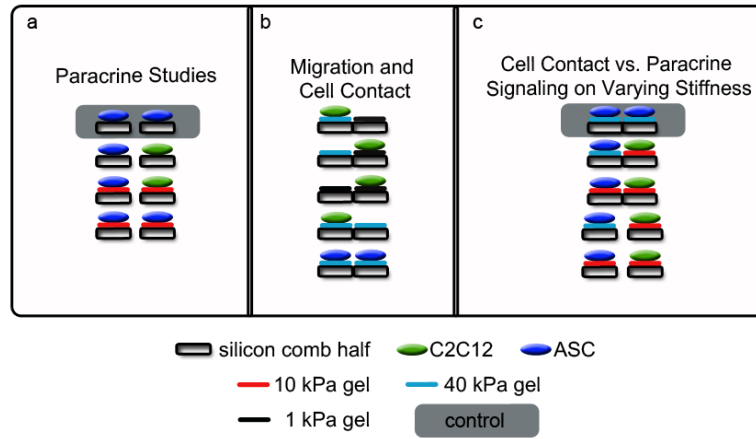 a
Paracrine Studies
b
Migration and
Cell Contact
c
Cell Contact vs. Paracrine
Signaling on Varying Stiffness
silicon comb half
C2C12
ASC
10 kPa gel
40 kPa gel
1 kPa gel
control